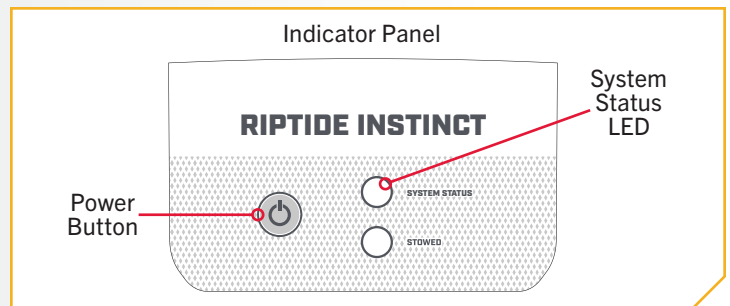 Indicator Panel
System
Status
LED
RIPTIDE INSTINCT
SYSTEM STATUS
Power
Button
STOWED